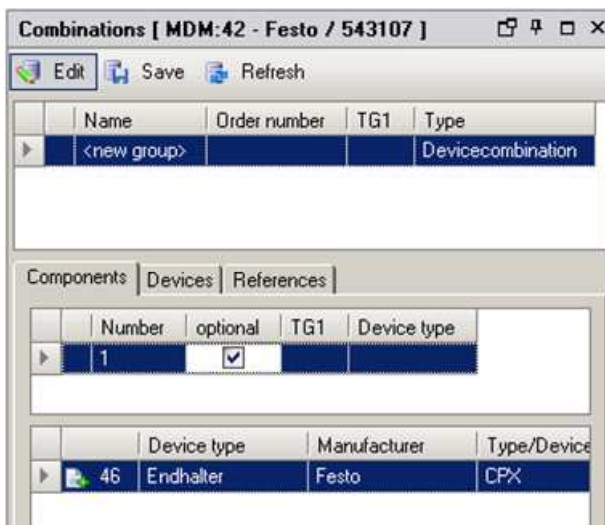 Combinations [ MDM:42 - Festo / 543107 ]
Edit Save Refresh
Name Order number TG1 Type
<new group> Devicecombination
Components Devices References
Number optional TG1 Device type
1
Device type Manufacturer Type/Device
46 Endhalter Festo CPX